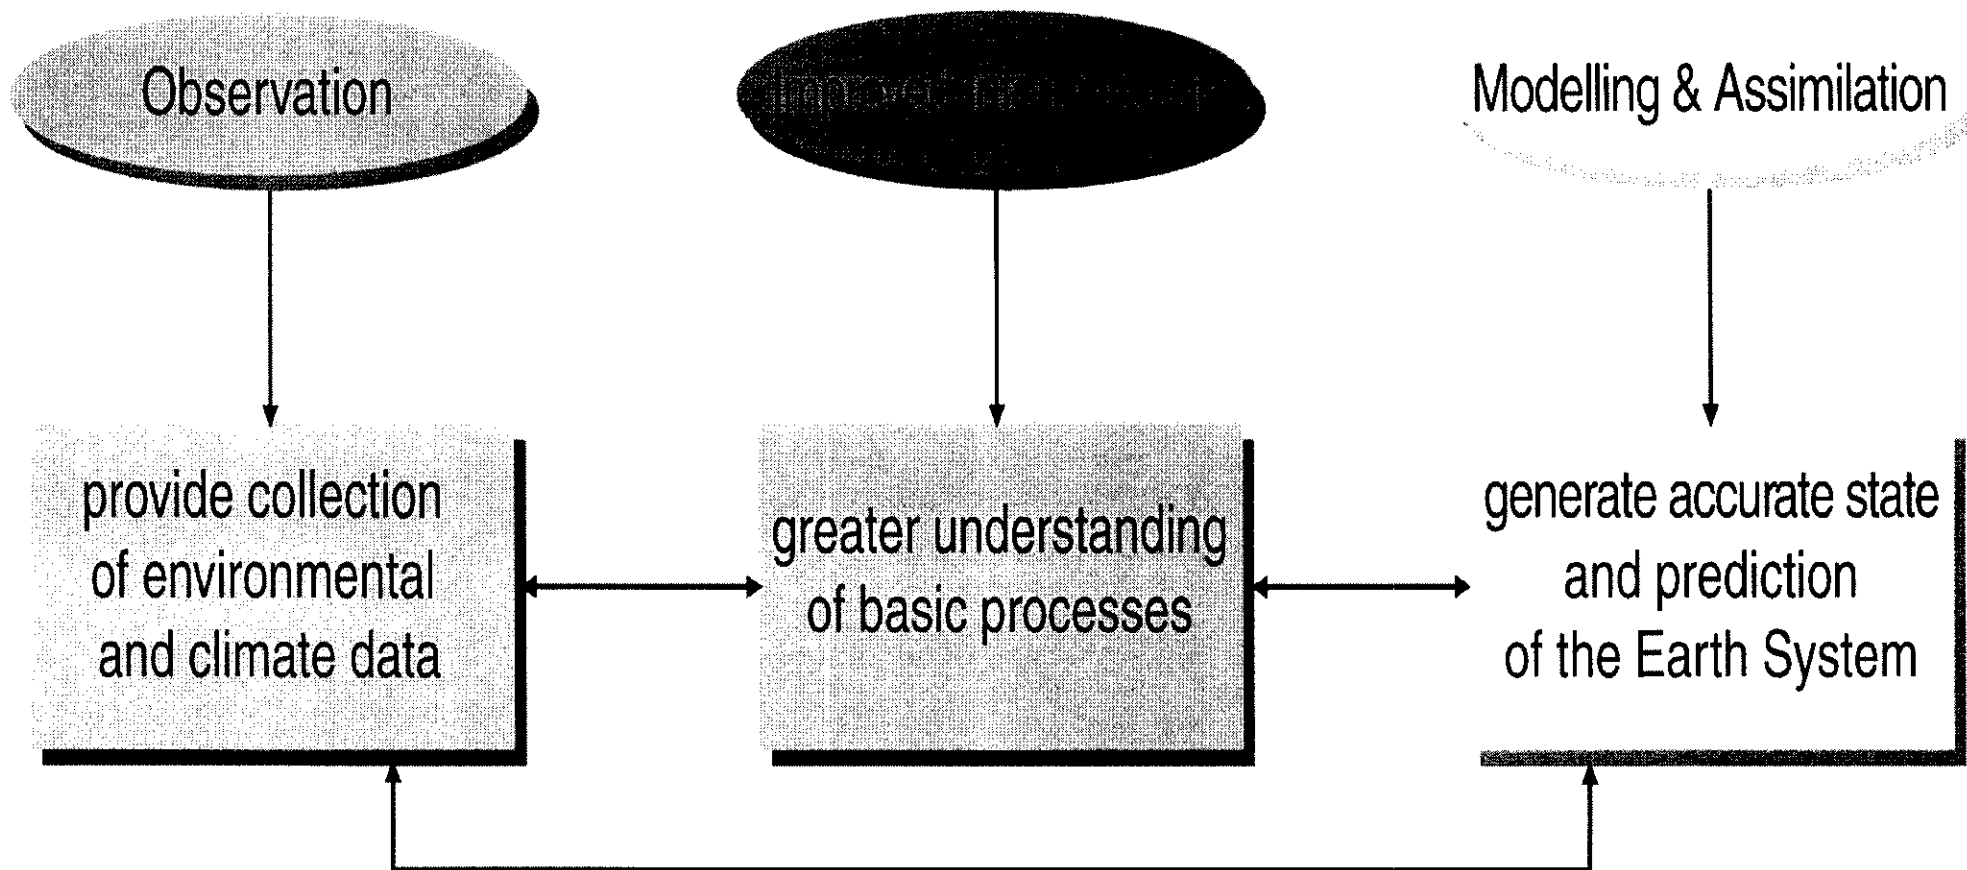 Observation
Modelling & Assimilation
provide collection
of environmental
and climate data
greater understanding
of basic processes
generate accurate state
and prediction
of the Earth System